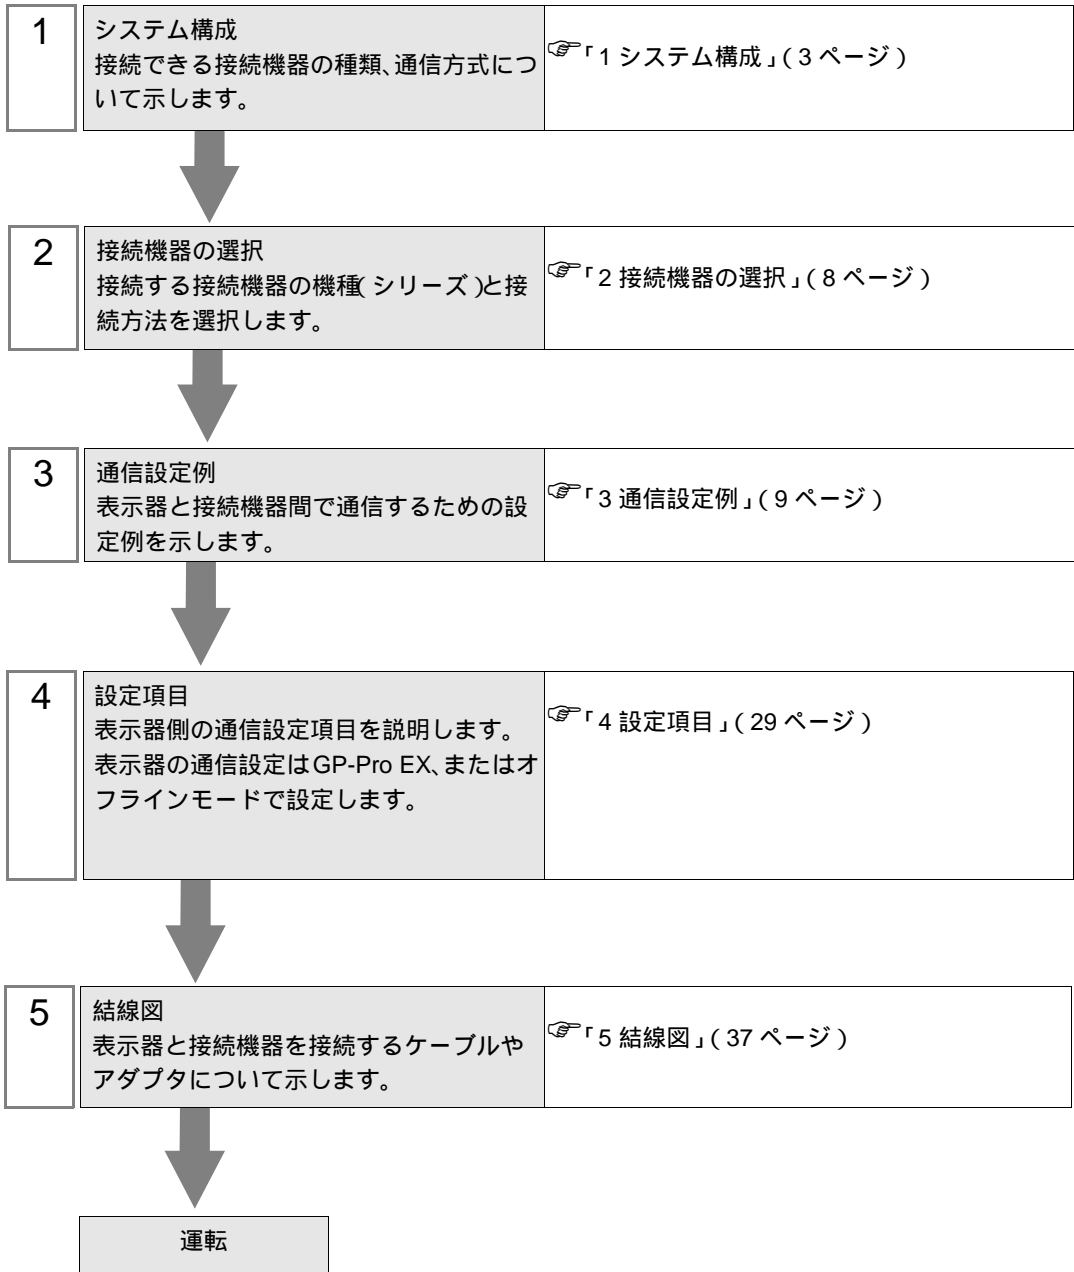 1
システム構成
接続できる接続機器の種類、通信方式につ
いて示します。
☞「1 システム構成」(3 ページ)
2
接続機器の選択
接続する接続機器の機種(シリーズ)と接
続方法を選択します。
☞「2 接続機器の選択」(8 ページ)
3
通信設定例
表示器と接続機器間で通信するための設
定例を示します。
☞「3 通信設定例」(9 ページ)
4
設定項目
表示器側の通信設定項目を説明します。
表示器の通信設定はGP-Pro EX、またはオ
フラインモードで設定します。
☞「4 設定項目」(29 ページ)
5
結線図
表示器と接続機器を接続するケーブルや
アダプタについて示します。
☞「5 結線図」(37 ページ)
運転